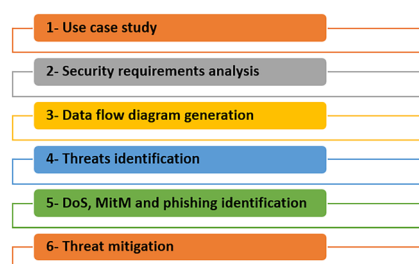 1- Use case study
2- Security requirements analysis
3- Data flow diagram generation
4- Threats identification
5- DoS, MitM and phishing identification
6- Threat mitigation